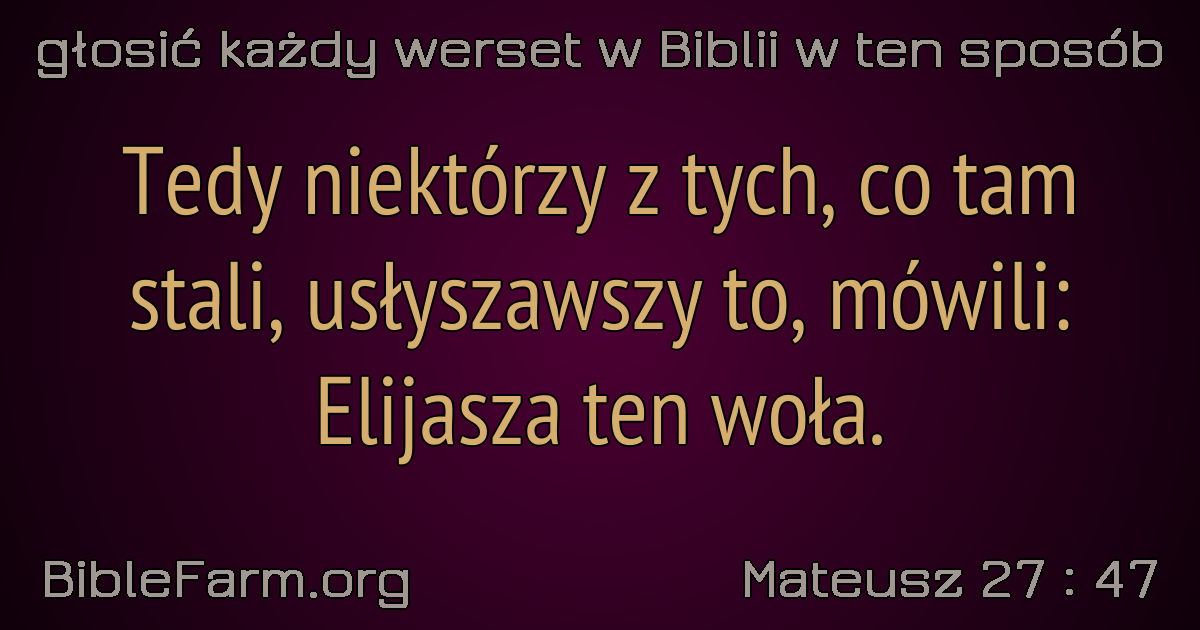 głosić każdy werset w Biblii w ten sposób
Tedy niektórzy z tych, co tam
stali, usłyszawszy to, mówili:
Elijasza ten woła.
BibleFarm.org
Mateusz 27 : 47